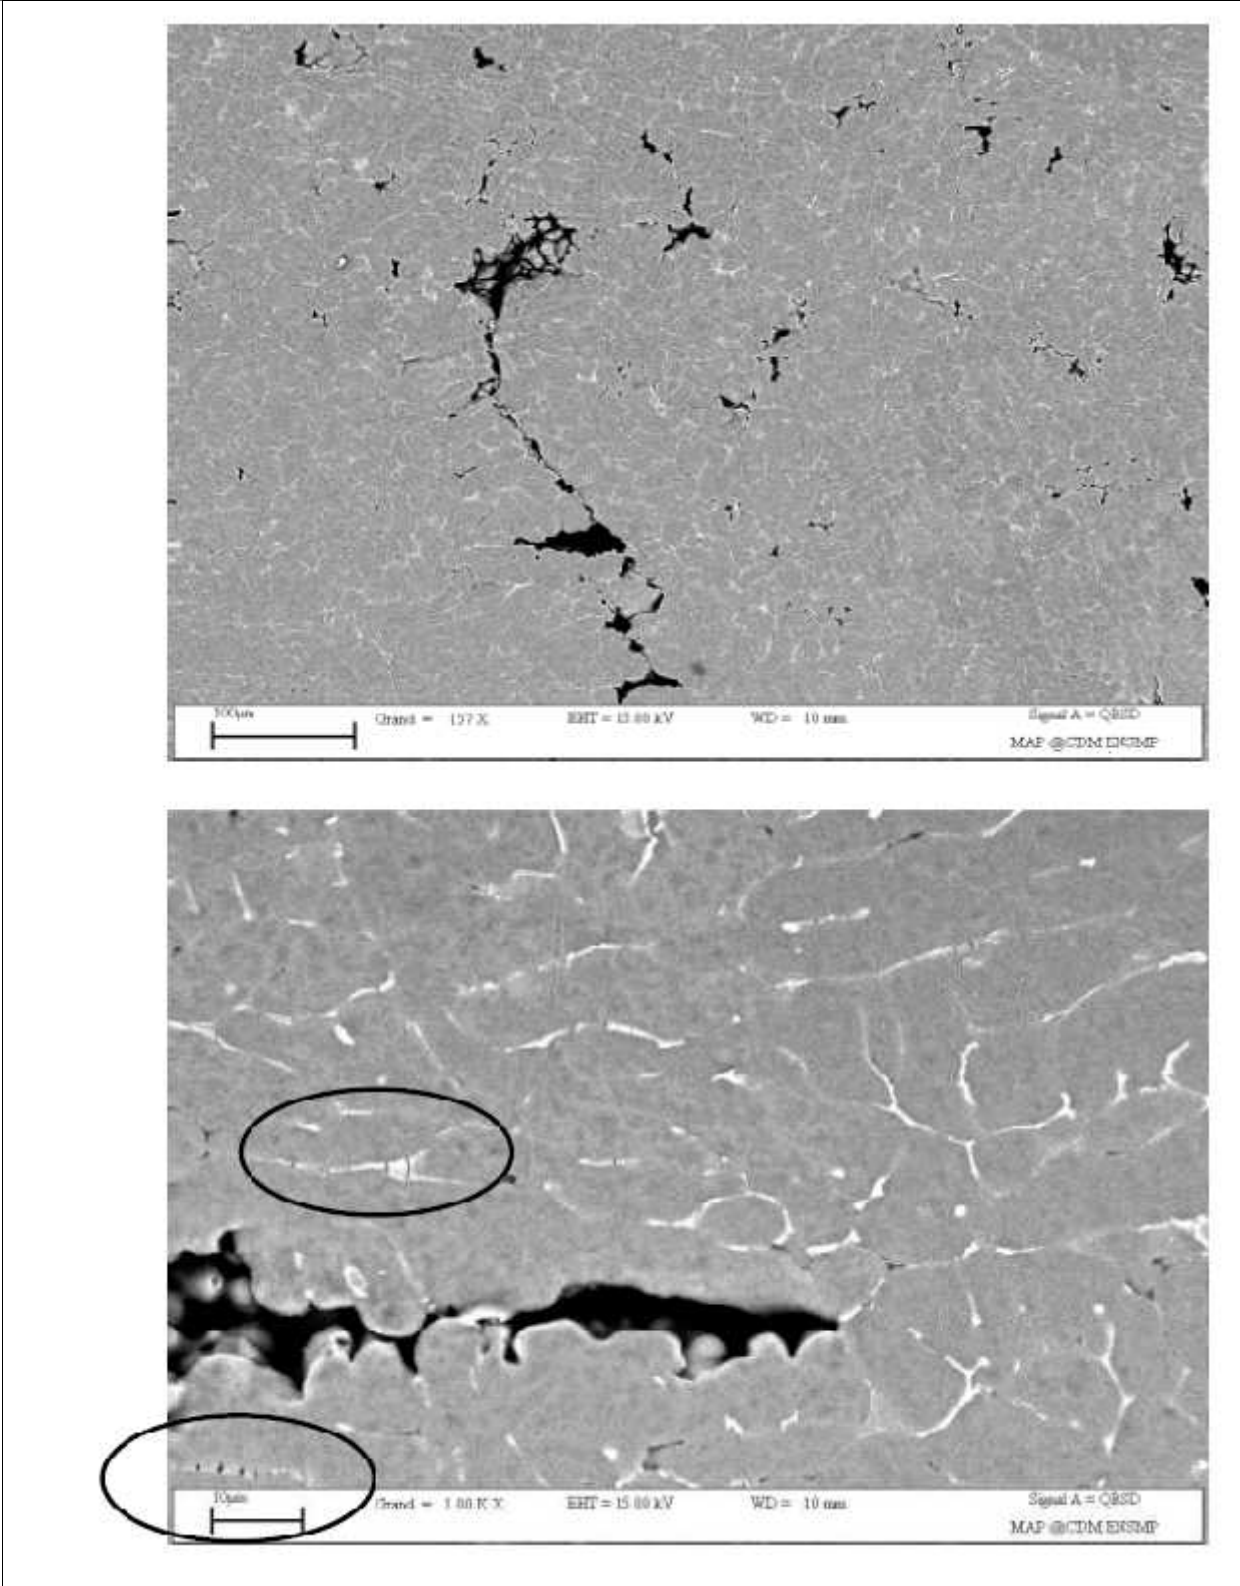 100µm Grand = 157 X EHT = 15.00 kV WD = 10 mm Signal A = QBSD
MAP @CDM ENSMP
10µm Grand = 1.00 K X EHT = 15.00 kV WD = 10 mm Signal A = QBSD
MAP @CDM ENSMP